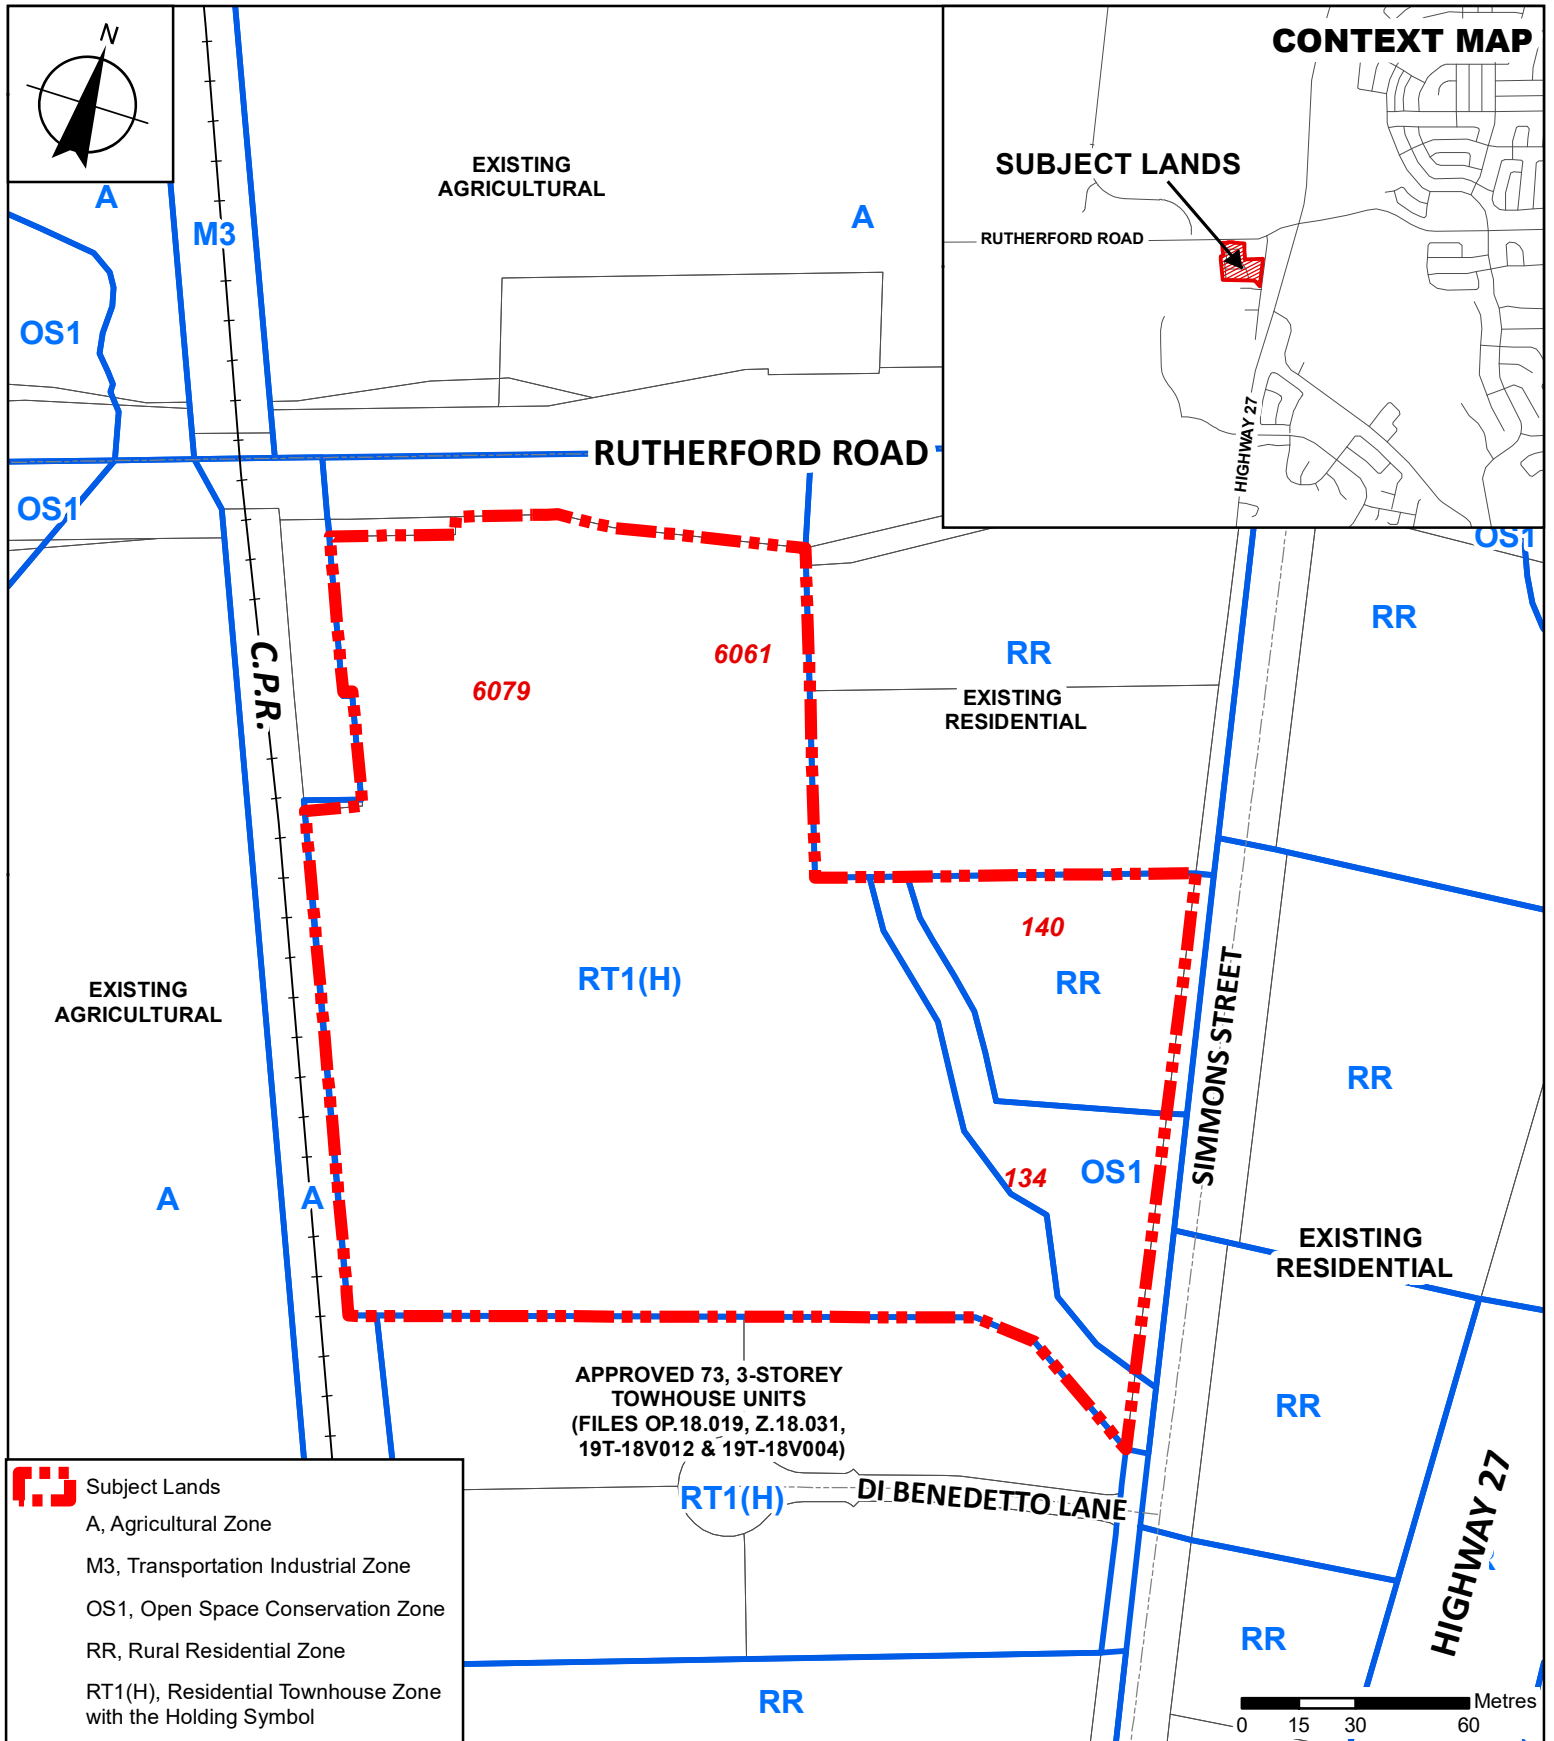 N
CONTEXT MAP
SUBJECT LANDS
RUTHERFORD ROAD
HIGHWAY 27
EXISTING
AGRICULTURAL
A
M3
A
OS1
RUTHERFORD ROAD
OS1
OS1
RR
C.P.R.
6061
6079
RR
EXISTING
RESIDENTIAL
140
RR
RT1(H)
SIMMONS STREET
EXISTING
AGRICULTURAL
RR
134
OS1
A
A
EXISTING
RESIDENTIAL
APPROVED 73, 3-STOREY
TOWHOUSE UNITS
(FILES OP.18.019, Z.18.031,
19T-18V012 & 19T-18V004)
RR
RT1(H)
DI BENEDETTO LANE
HIGHWAY 27
RR
RR
Subject Lands
A, Agricultural Zone
M3, Transportation Industrial Zone
OS1, Open Space Conservation Zone
RR, Rural Residential Zone
RT1(H), Residential Townhouse Zone
with the Holding Symbol
Metres
0 15 30 60